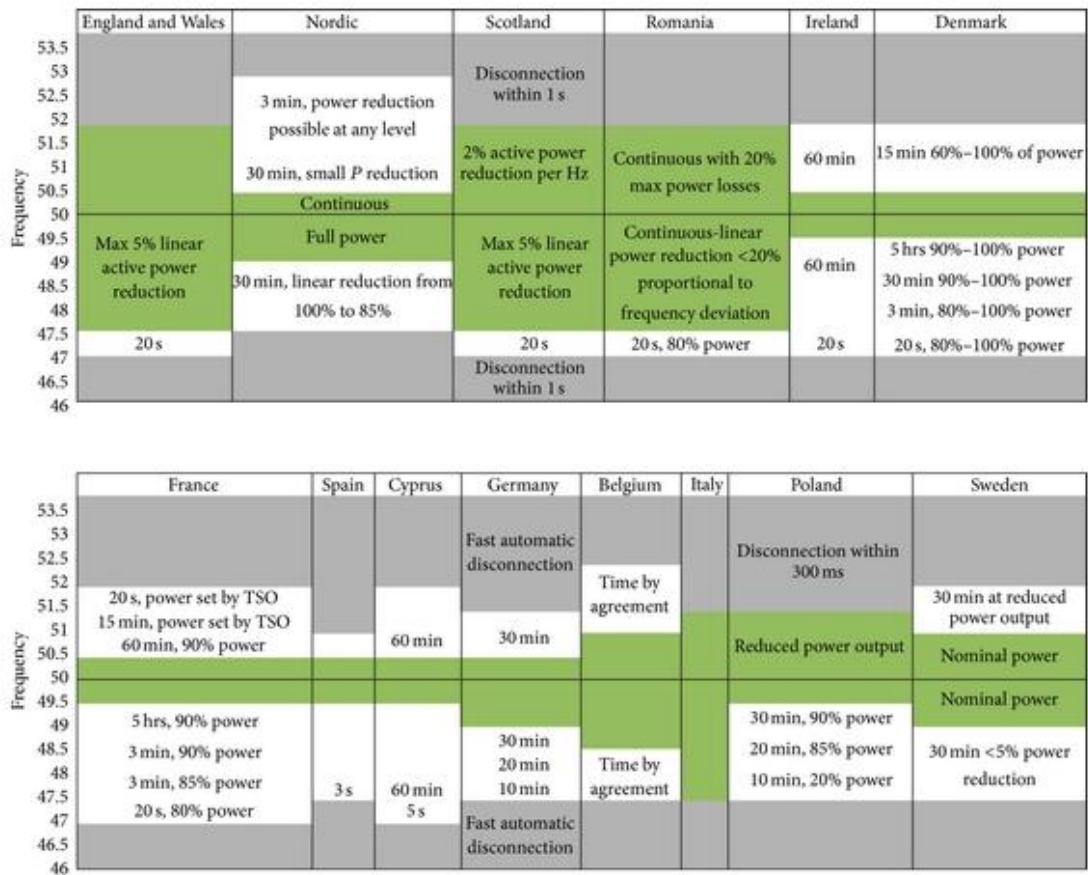 England and Wales Nordic Scotland Romania Ireland Denmark
Frequency
53.5
53
52.5
52
51.5
51
50.5
50
49.5
49
48.5
48
47.5
47
46.5
46
Max 5% linear
active power
reduction
20 s
3 min, power reduction
possible at any level
30 min, small P reduction
Continuous
Full power
30 min, linear reduction from
100% to 85%
Disconnection
within 1 s
2% active power
reduction per Hz
Max 5% linear
active power
reduction
20 s
Disconnection
within 1 s
Continuous with 20%
max power losses
Continuous-linear
power reduction <20%
proportional to
frequency deviation
20 s, 80% power
60 min
60 min
20 s
15 min 60%–100% of power
5 hrs 90%–100% power
30 min 90%–100% power
3 min, 80%–100% power
20 s, 80%–100% power
France Spain Cyprus Germany Belgium Italy Poland Sweden
Frequency
53.5
53
52.5
52
51.5
51
50.5
50
49.5
49
48.5
48
47.5
47
46.5
46
20 s, power set by TSO
15 min, power set by TSO
60 min, 90% power
5 hrs, 90% power
3 min, 90% power
3 min, 85% power
20 s, 80% power
3 s
60 min
60 min
5 s
Fast automatic
disconnection
30 min
30 min
20 min
10 min
Fast automatic
disconnection
Time by
agreement
Time by
agreement
Disconnection within
300 ms
Reduced power output
30 min, 90% power
20 min, 85% power
10 min, 20% power
30 min at reduced
power output
Nominal power
Nominal power
30 min <5% power
reduction